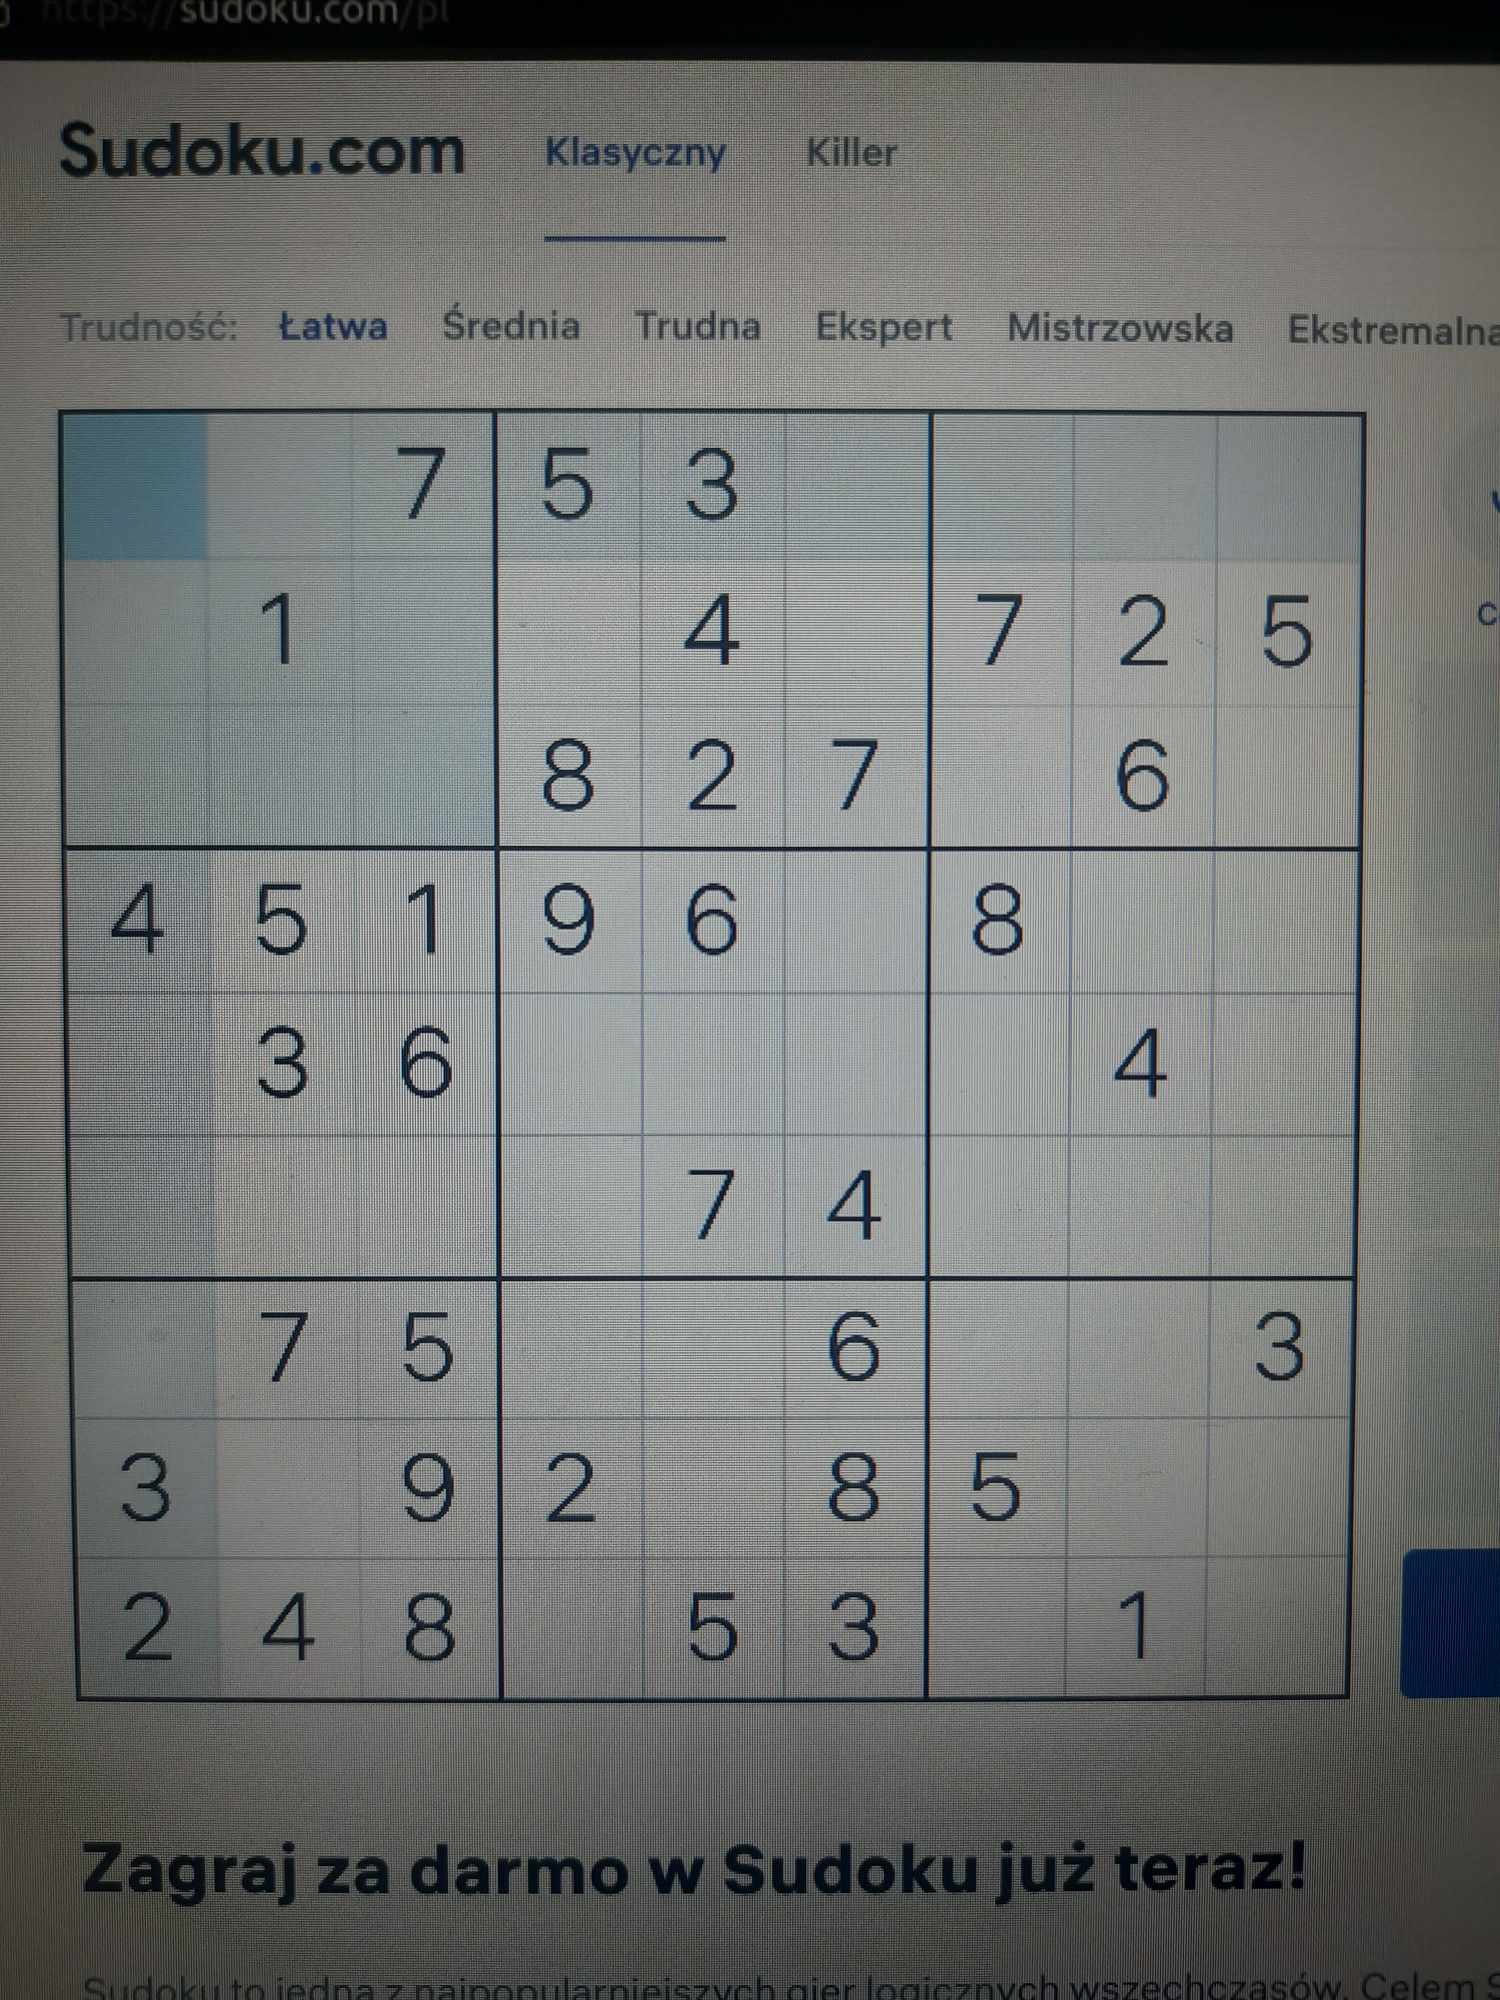 https://sudoku.com/pl
Sudoku.com Klasyczny Killer
Trudność: Łatwa Średnia Trudna Ekspert Mistrzowska Ekstremalna
7 5 3
1 4 7 2 5
8 2 7 6
4 5 1 9 6 8
3 6 4
7 4
7 5 6 3
3 9 2 8 5
2 4 8 5 3 1
Zagraj za darmo w Sudoku już teraz!
Sudoku to jedna z najpopularniejszych gier logicznych wszechczasów. Celem